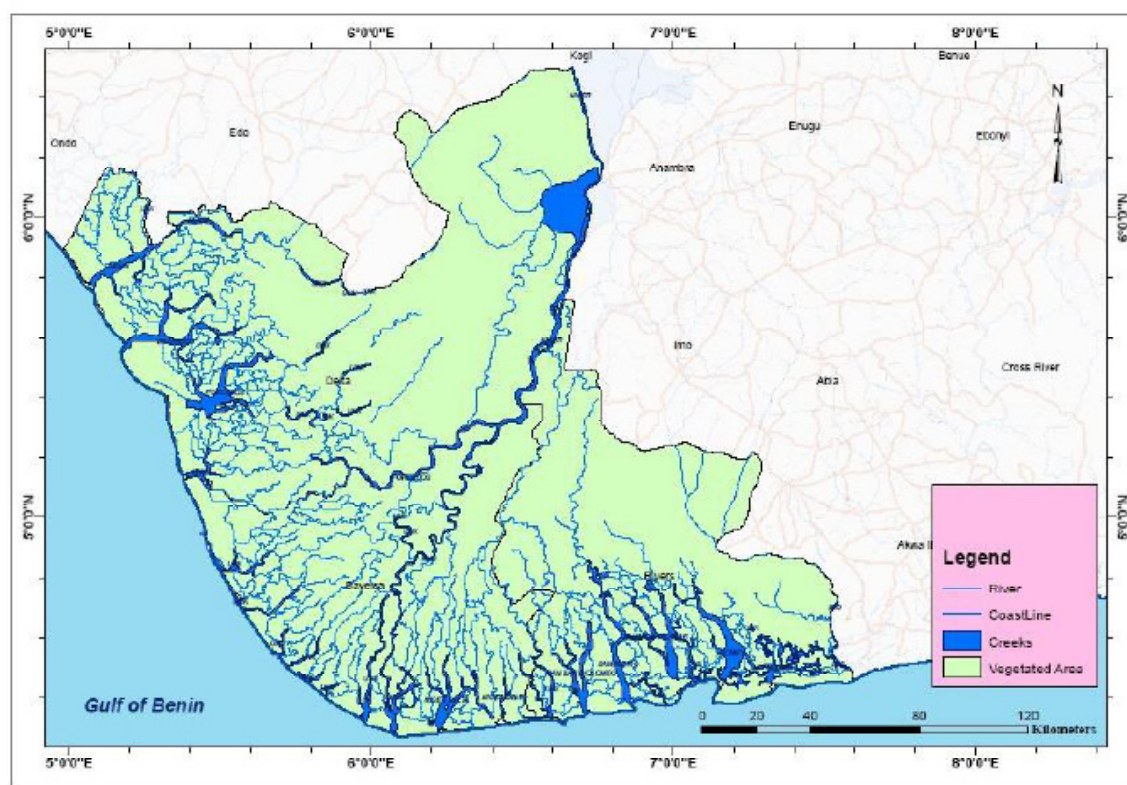 5°0'0"E 6°0'0"E 7°0'0"E 8°0'0"E
Kogi
Benue
N
Ondo
Edo
Enugu
Ebonyi
Anambra
6°0'0"N
6°0'0"N
Imo
Delta
Abia
Cross River
5°0'0"N
5°0'0"N
Bayelsa
Rivers
Akwa
Legend
River
CoastLine
Creeks
Vegetated Area
Gulf of Benin
0 20 40 80 120
Kilometers
5°0'0"E 6°0'0"E 7°0'0"E 8°0'0"E